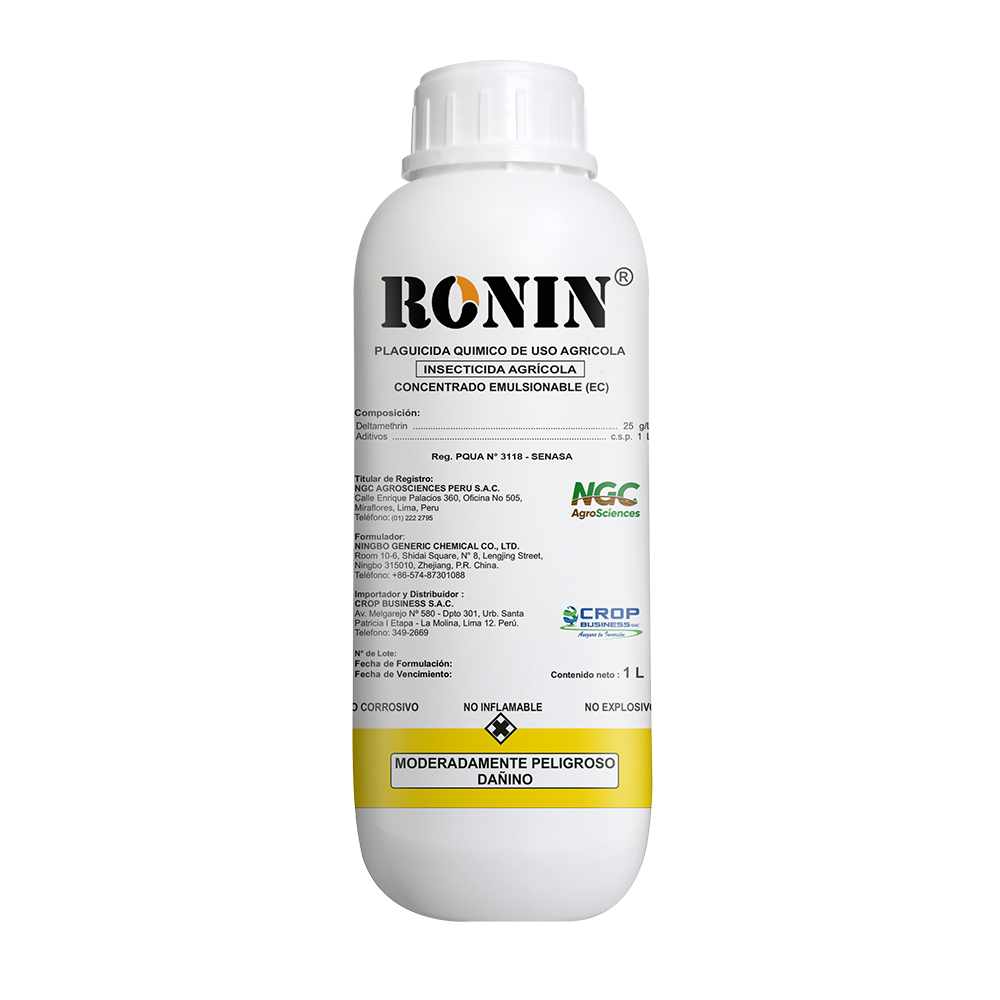 RONIN®
PLAGUICIDA QUIMICO DE USO AGRICOLA
INSECTICIDA AGRÍCOLA
CONCENTRADO EMULSIONABLE (EC)
Composición:
Deltamethrin ........................................ 25 g/L
Aditivos ........................................ c.s.p. 1 L
Reg. PQUA N° 3118 - SENASA
Titular de Registro:
NGC AGROSCIENCES PERU S.A.C.
Calle Enrique Palacios 360, Oficina No 505,
Miraflores, Lima, Peru
Teléfono: (01) 222 2795
NGC
AgroSciences
Formulador:
NINGBO GENERIC CHEMICAL CO., LTD.
Room 10-6, Shidai Square, N° 8, Lengjing Street,
Ningbo 315010, Zhejiang, P.R. China.
Teléfono: +86-574-87301088
Importador y Distribuidor :
CROP BUSINESS S.A.C.
Av. Melgarejo Nº 580 - Dpto 301, Urb. Santa
Patricia I Etapa - La Molina, Lima 12. Perú.
Telefono: 349-2669
CROP
BUSINESS SAC
Asegura tu Inversión
N° de Lote:
Fecha de Formulación:
Fecha de Vencimiento:
Contenido neto : 1 L
O CORROSIVO NO INFLAMABLE NO EXPLOSIVO
MODERADAMENTE PELIGROSO
DAÑINO